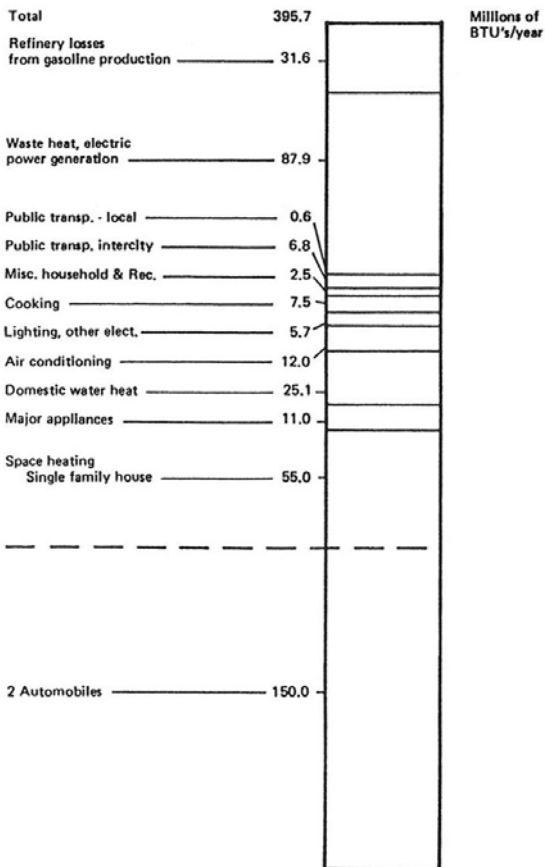 Total 395.7 Millions of
BTU's/year
Refinery losses
from gasoline production 31.6
Waste heat, electric
power generation 87.9
Public transp. - local 0.6
Public transp. intercity 6.8
Misc. household & Rec. 2.5
Cooking 7.5
Lighting, other elect. 5.7
Air conditioning 12.0
Domestic water heat 25.1
Major appliances 11.0
Space heating
Single family house 55.0
2 Automobiles 150.0